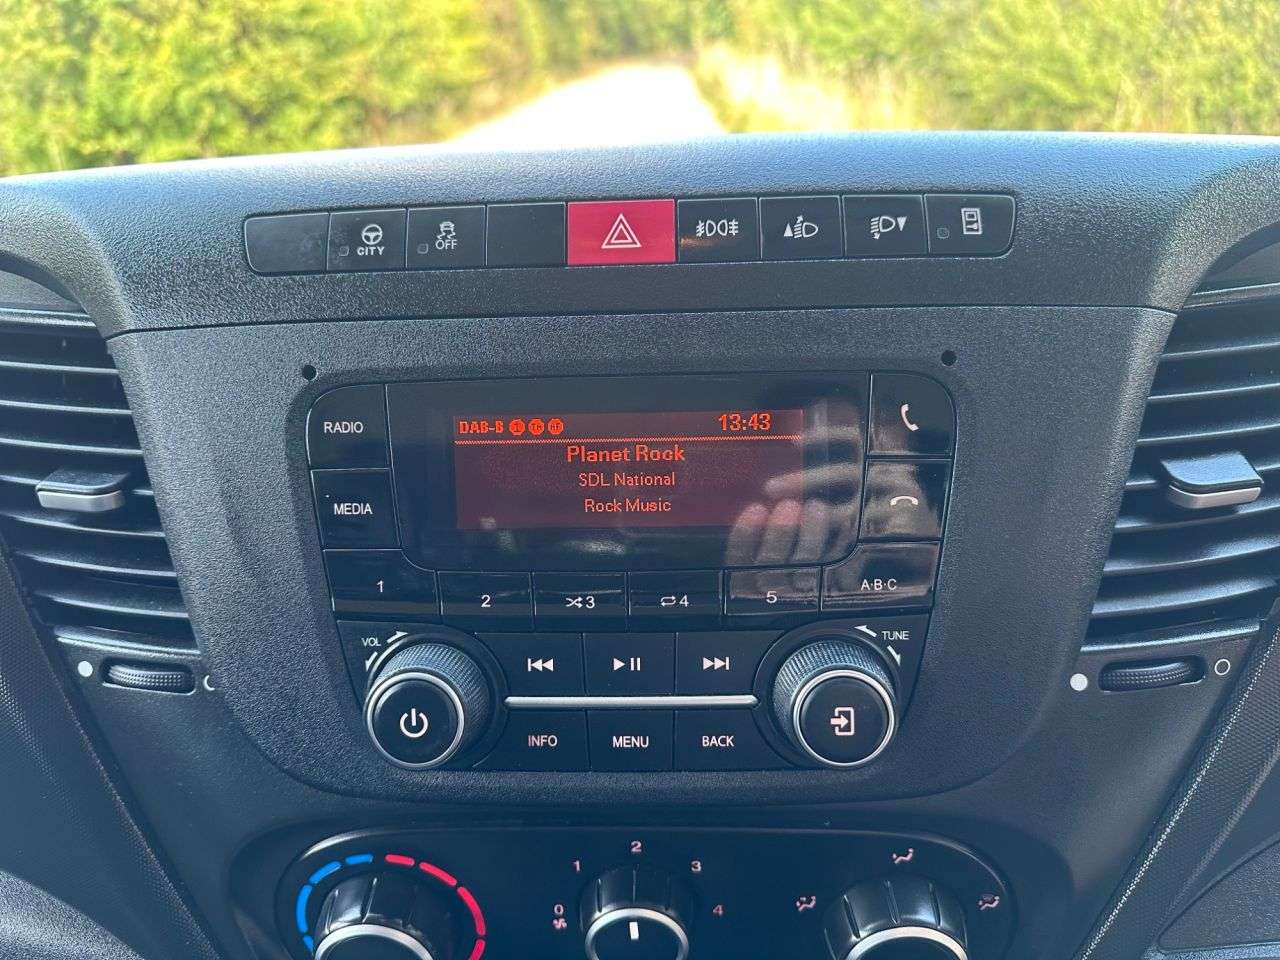 CITY
OFF
RADIO
DAB-B
13:43
Planet Rock
SDL National
Rock Music
MEDIA
1
2
3
4
5
A·B·C
VOL
TUNE
INFO
MENU
BACK
0
1
2
3
4